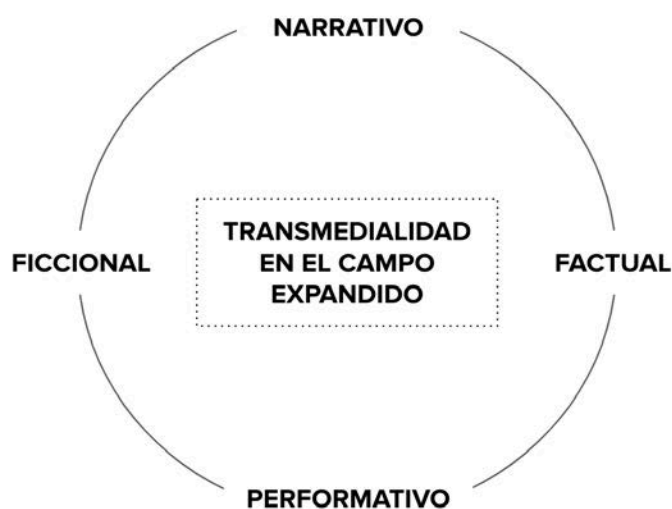 NARRATIVO
TRANSMEDIALIDAD
EN EL CAMPO
EXPANDIDO
FICCIONAL
FACTUAL
PERFORMATIVO